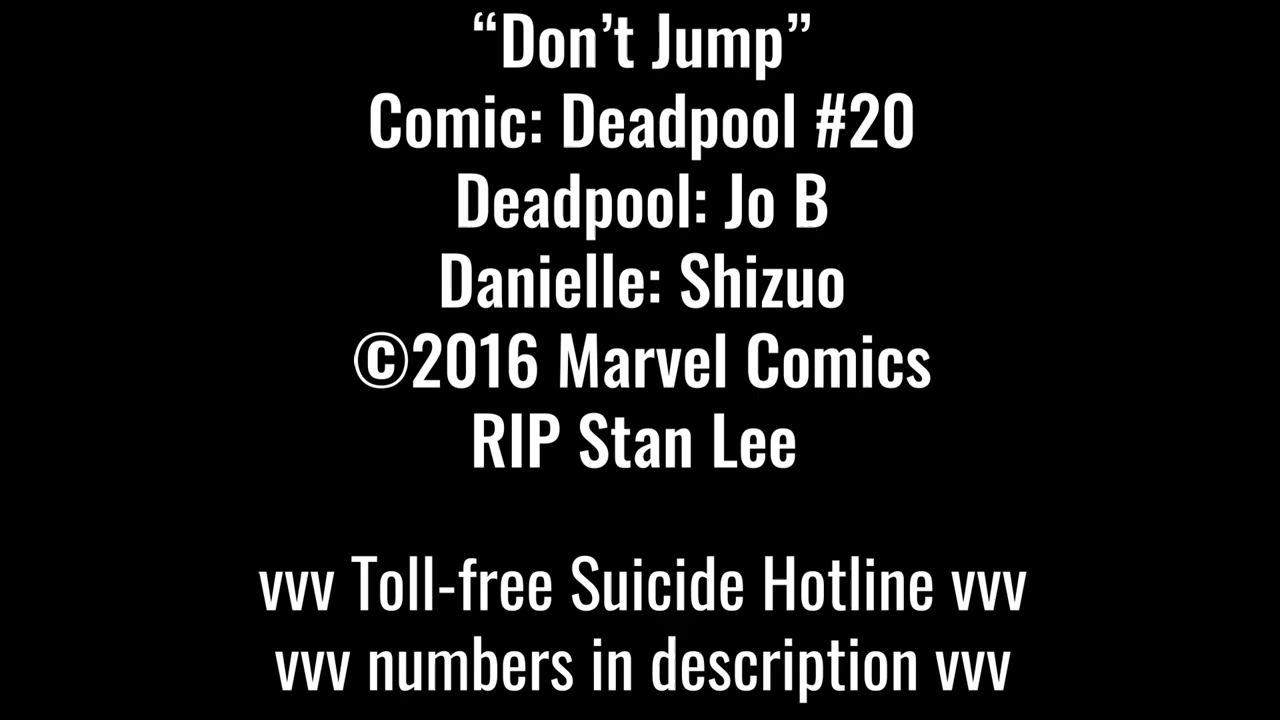 “Don’t Jump”
Comic: Deadpool #20
Deadpool: Jo B
Danielle: Shizuo
©2016 Marvel Comics
RIP Stan Lee
vvv Toll-free Suicide Hotline vvv
vvv numbers in description vvv